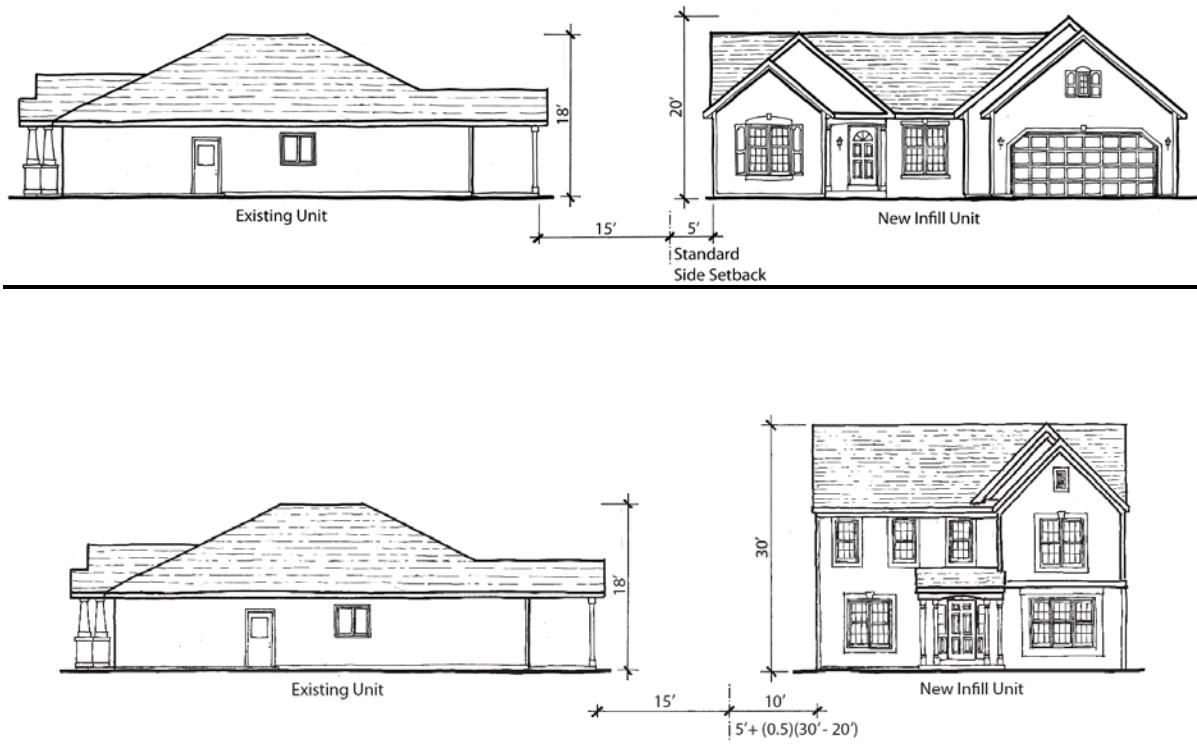 18'
20'
Existing Unit
New Infill Unit
15'
5'
Standard
Side Setback
30'
18'
Existing Unit
New Infill Unit
15'
10'
5'+ (0.5)(30' - 20')